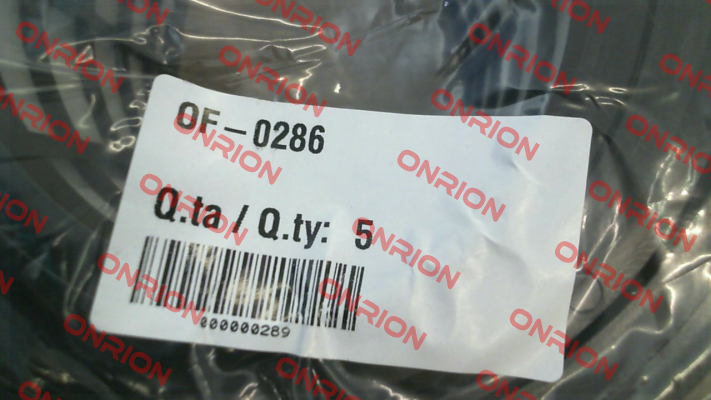 OF-0286
Q.ta / Q.ty: 5
000000289
ONRION